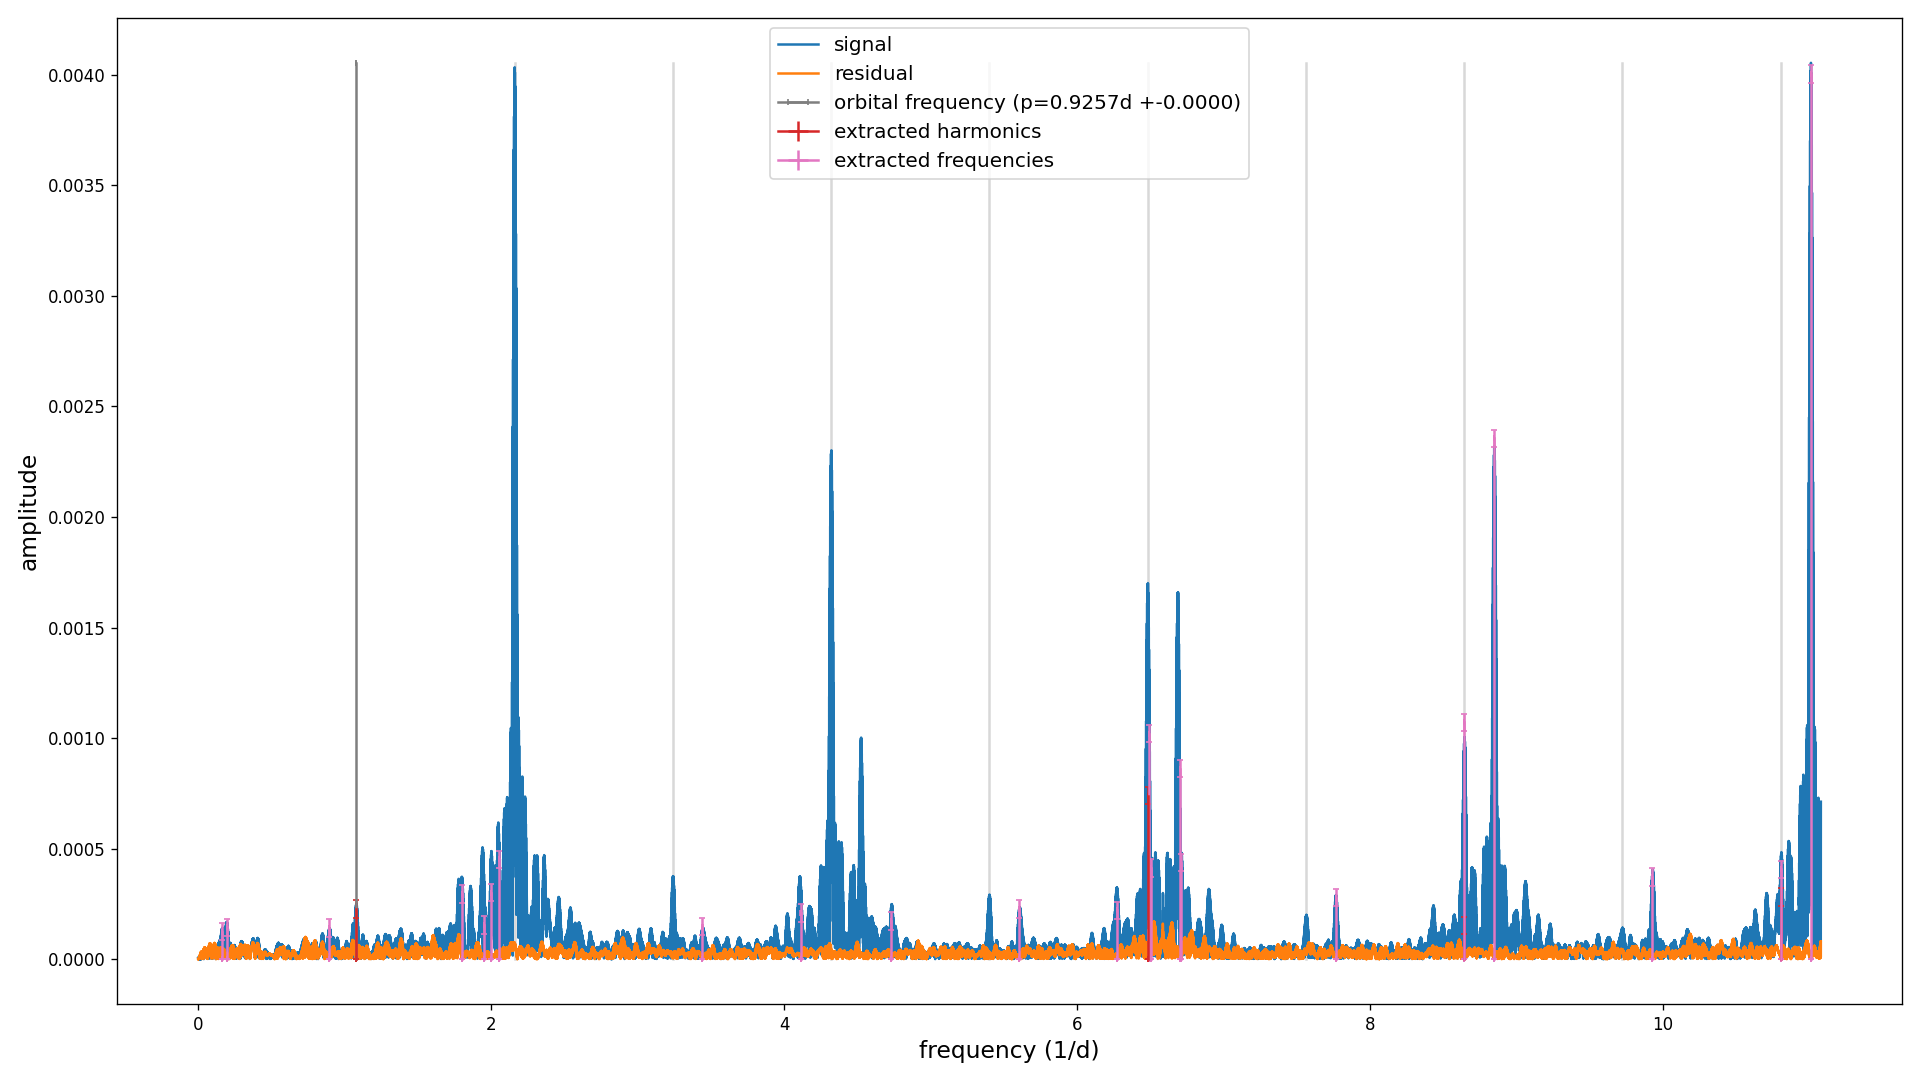 signal
residual
orbital frequency (p=0.9257d +-0.0000)
extracted harmonics
extracted frequencies
amplitude
0.0040
0.0035
0.0030
0.0025
0.0020
0.0015
0.0010
0.0005
0.0000
0 2 4 6 8 10
frequency (1/d)